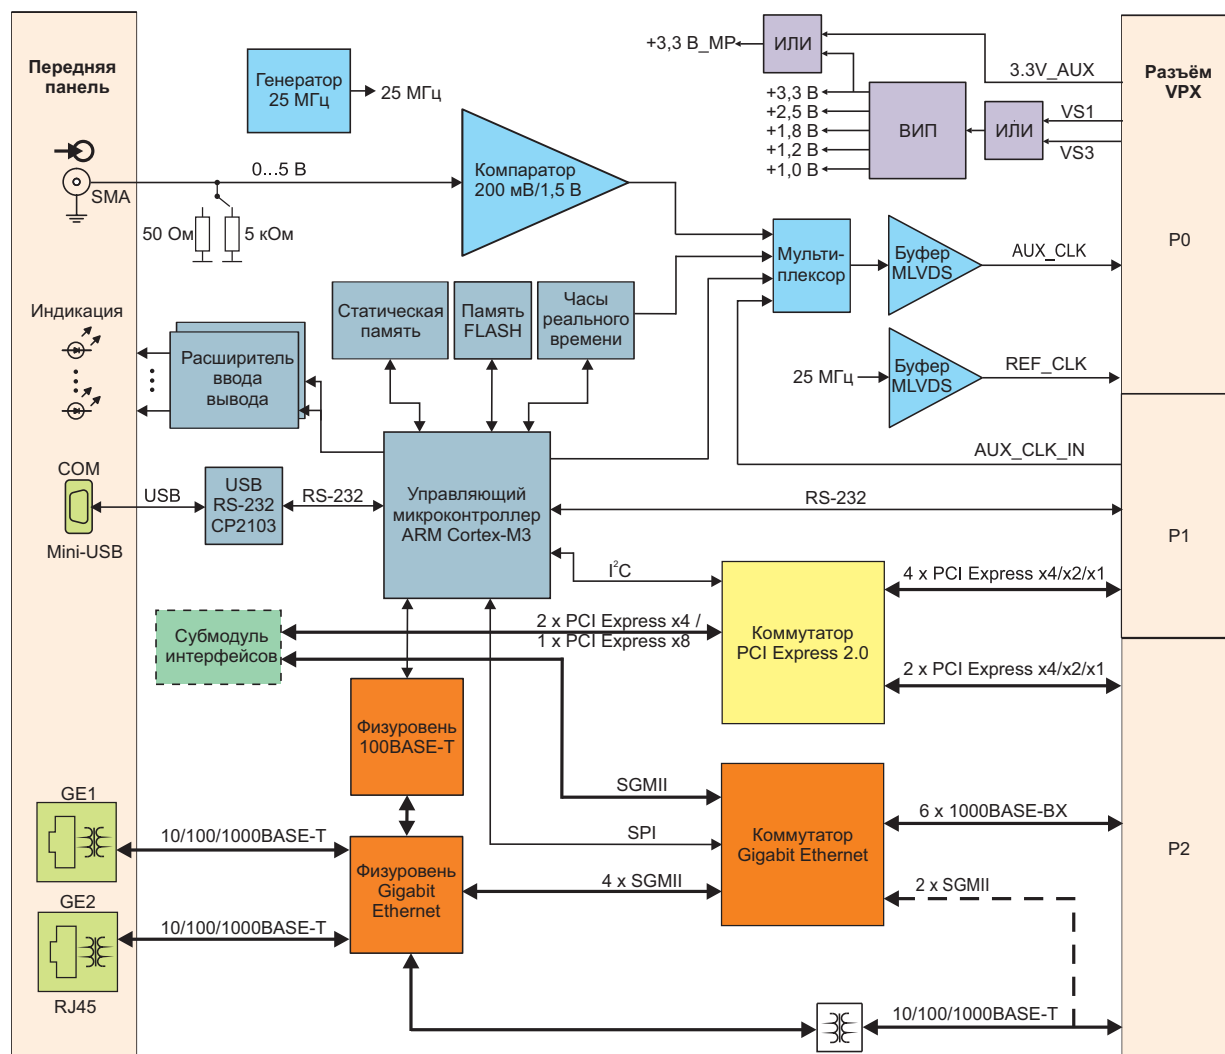 Передняя
панель
Генератор
25 МГц
25 МГц
+3,3 В_МР
ИЛИ
3.3V_AUX
Разъём
VPX
+3,3 В
+2,5 В
+1,8 В
+1,2 В
+1,0 В
ВИП
ИЛИ
VS1
VS3
SMA
0...5 В
Компаратор
200 мВ/1,5 В
50 Ом
5 кОм
Мульти-
плексор
Буфер
MLVDS
AUX_CLK
P0
Индикация
Расширитель
ввода
вывода
Статическая
память
Память
FLASH
Часы
реального
времени
25 МГц
Буфер
MLVDS
REF_CLK
AUX_CLK_IN
COM
Mini-USB
USB
USB
RS-232
CP2103
RS-232
Управляющий
микроконтроллер
ARM Cortex-M3
RS-232
P1
I²C
Субмодуль
интерфейсов
2 x PCI Express x4 /
1 x PCI Express x8
Коммутатор
PCI Express 2.0
4 x PCI Express x4/x2/x1
2 x PCI Express x4/x2/x1
Физуровень
100BASE-T
SGMII
SPI
4 x SGMII
Коммутатор
Gigabit Ethernet
6 x 1000BASE-BX
2 x SGMII
P2
GE1
10/100/1000BASE-T
Физуровень
Gigabit
Ethernet
GE2
10/100/1000BASE-T
RJ45
10/100/1000BASE-T